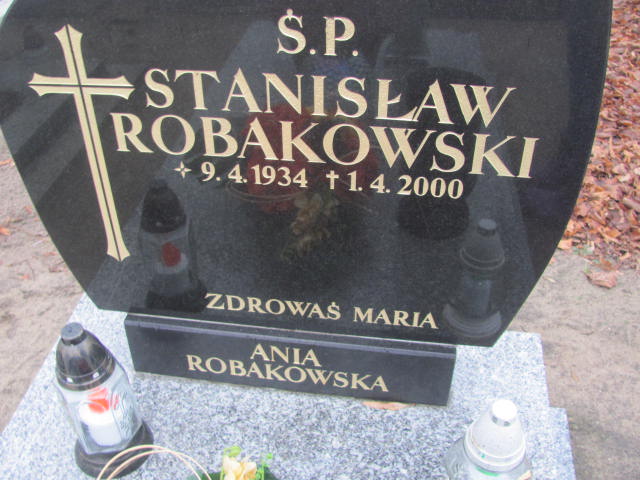 Ś.P.
STANISŁAW
ROBAKOWSKI
✧ 9.4.1934 † 1.4.2000
ZDROWAŚ MARIA
ANIA
ROBAKOWSKA